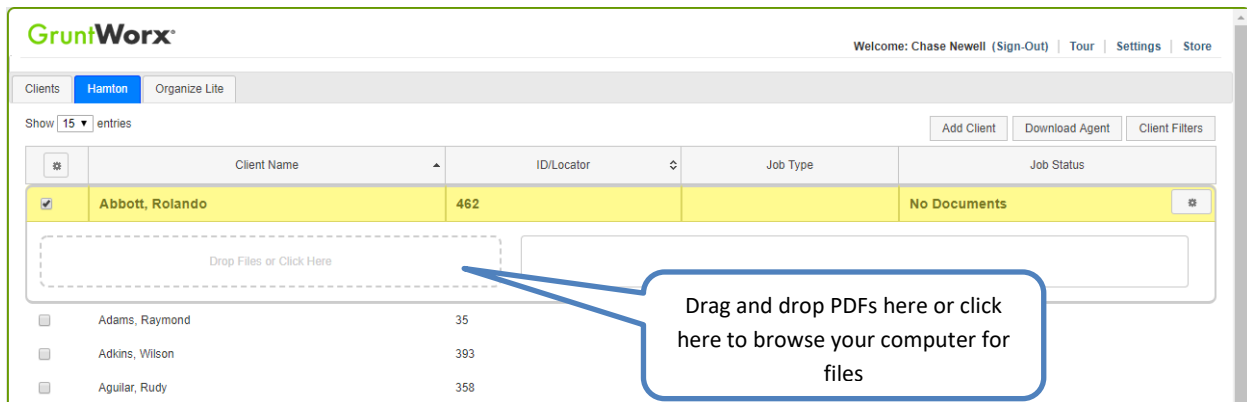 GruntWorx®
Welcome: Chase Newell (Sign-Out) | Tour | Settings | Store
Clients Hamton Organize Lite
Show 15 entries
Add Client Download Agent Client Filters
Client Name ID/Locator Job Type Job Status
Abbott, Rolando 462 No Documents
Drop Files or Click Here
Drag and drop PDFs here or click
here to browse your computer for
files
Adams, Raymond 35
Adkins, Wilson 393
Aguilar, Rudy 358